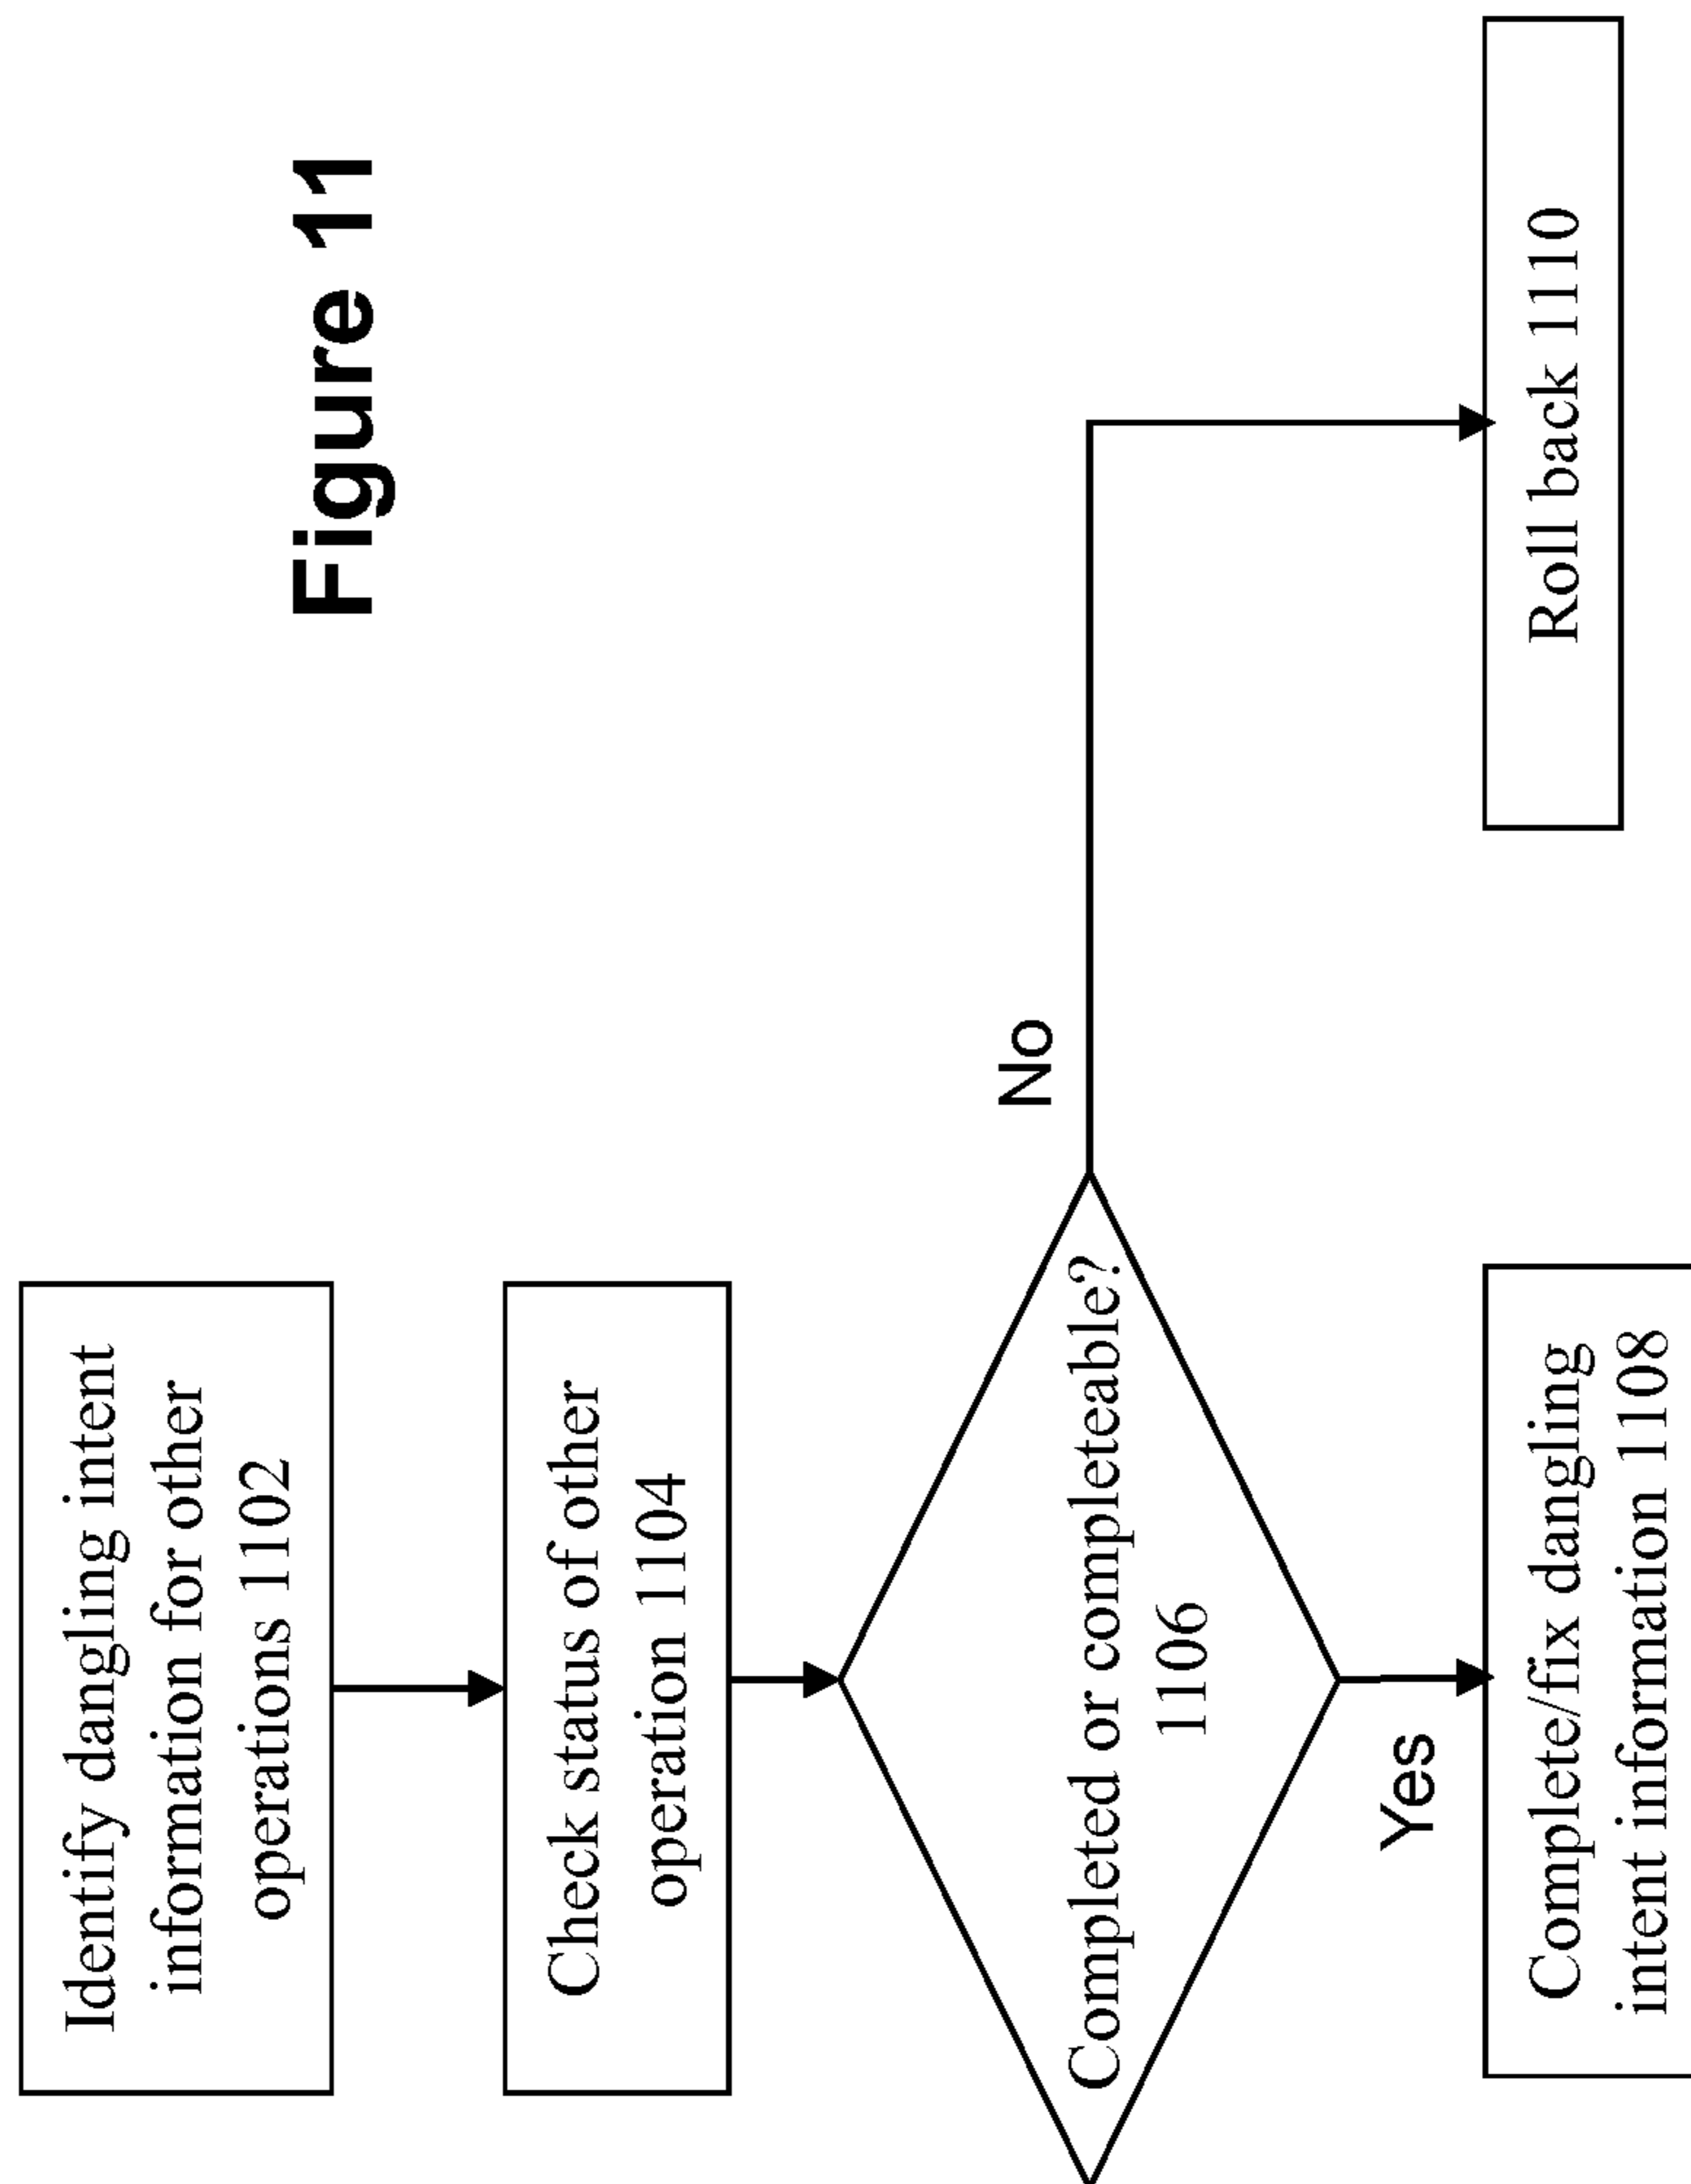 Figure 11
Identify dangling intent
information for other
operations 1102
Check status of other
operation 1104
Completed or completeable?
1106
No
Yes
Complete/fix dangling
intent information 1108
Roll back 1110